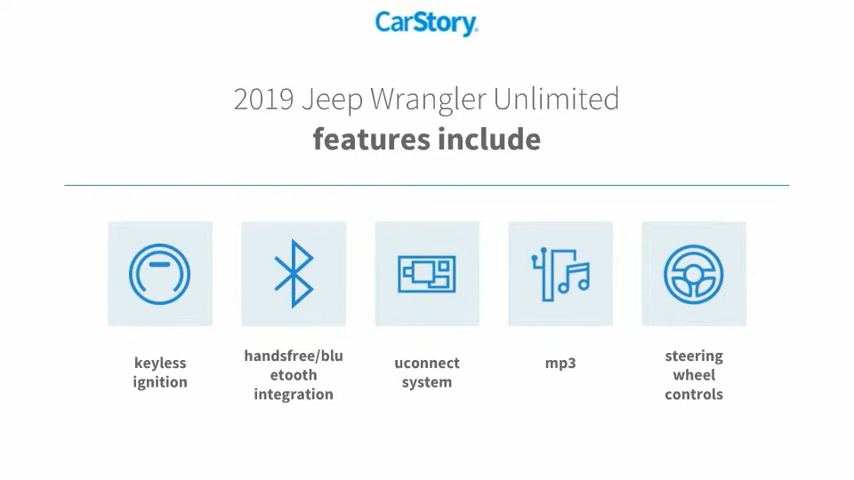 CarStory
2019 Jeep Wrangler Unlimited
features include
keyless
ignition
handsfree/blu
etooth
integration
uconnect
system
mp3
steering
wheel
controls